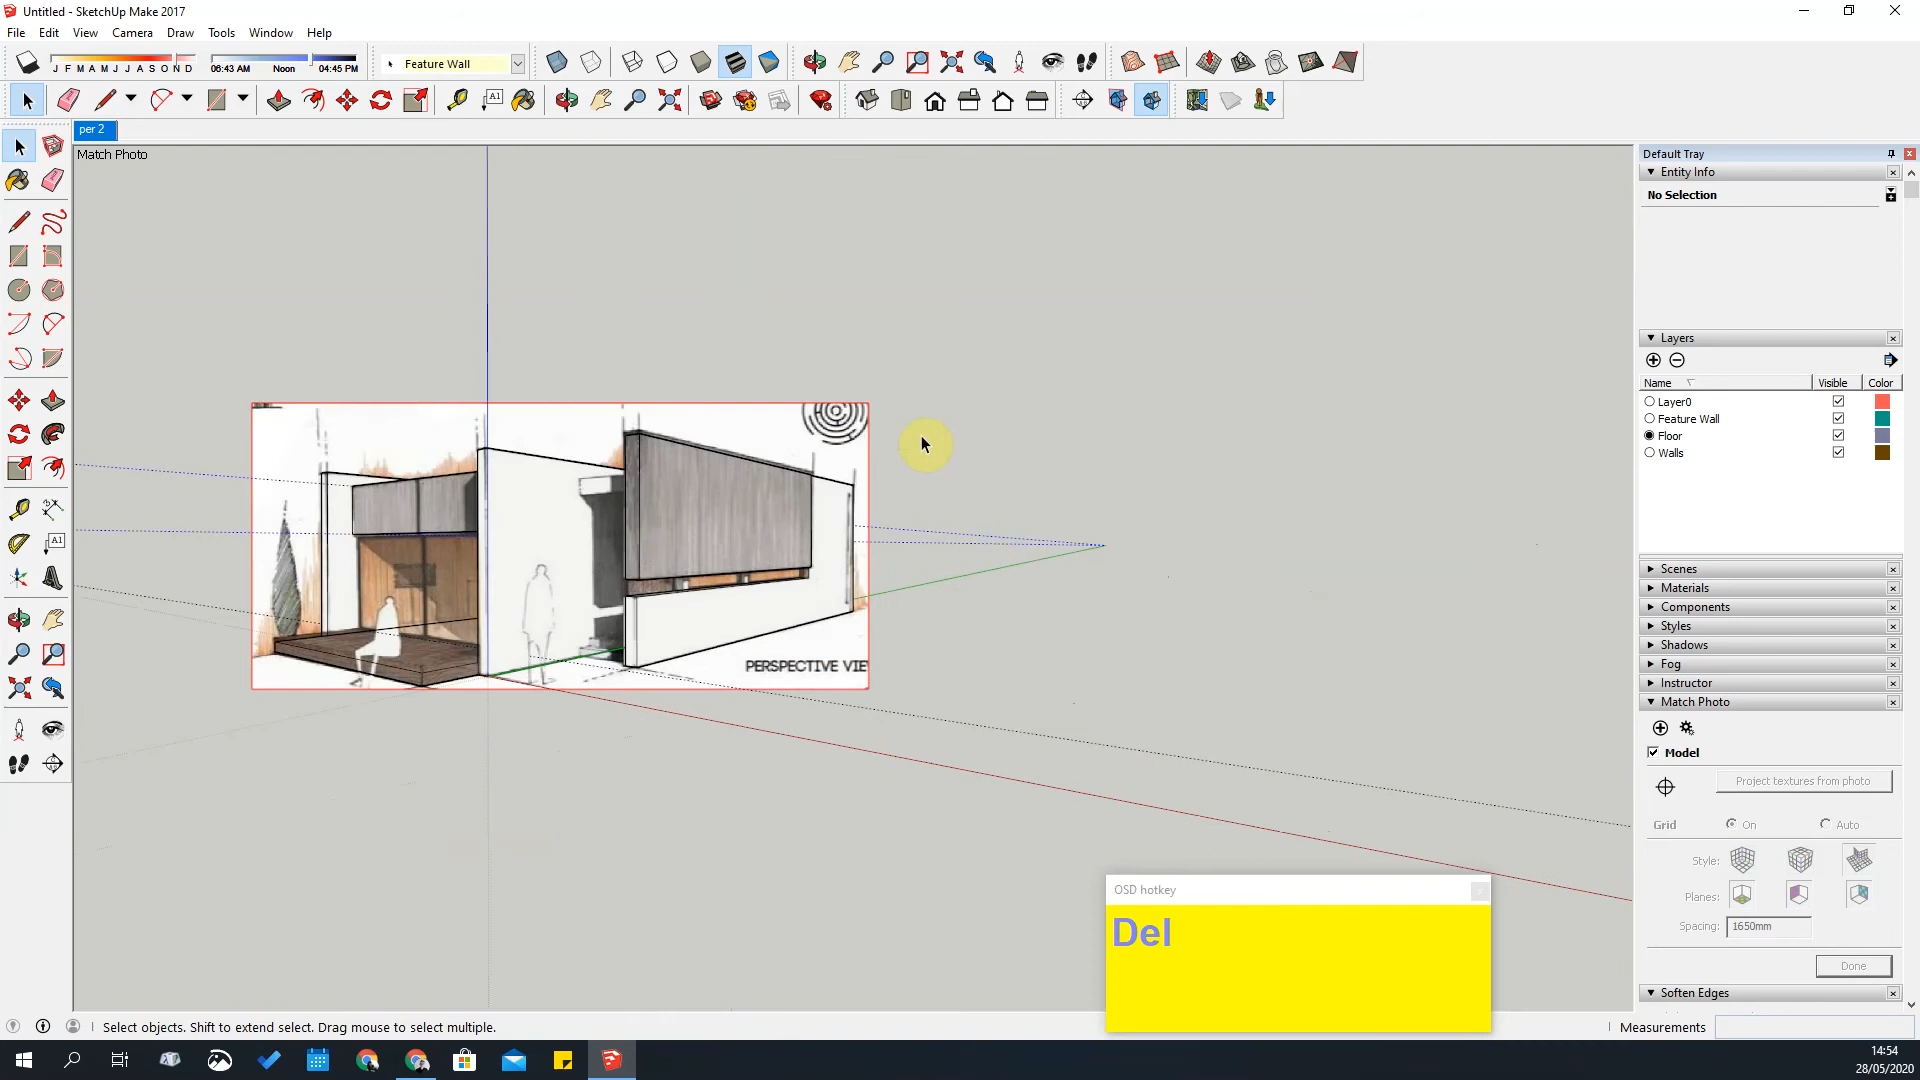 Untitled - SketchUp Make 2017
File Edit View Camera Draw Tools Window Help
J F M A M J J A S O N D
06:43 AM Noon 04:45 PM
Feature Wall
A1
per 2
Match Photo
Default Tray
Entity Info
No Selection
Layers
Name Visible Color
Layer0
Feature Wall
Floor
Walls
A1
Scenes
Materials
Components
Styles
Shadows
Fog
Instructor
Match Photo
Model
Project textures from photo
Grid On Auto
Style:
Planes:
Spacing: 1650mm
Done
Soften Edges
PERSPECTIVE VIE
OSD hotkey
Del
Select objects. Shift to extend select. Drag mouse to select multiple.
Measurements
14:54
28/05/2020